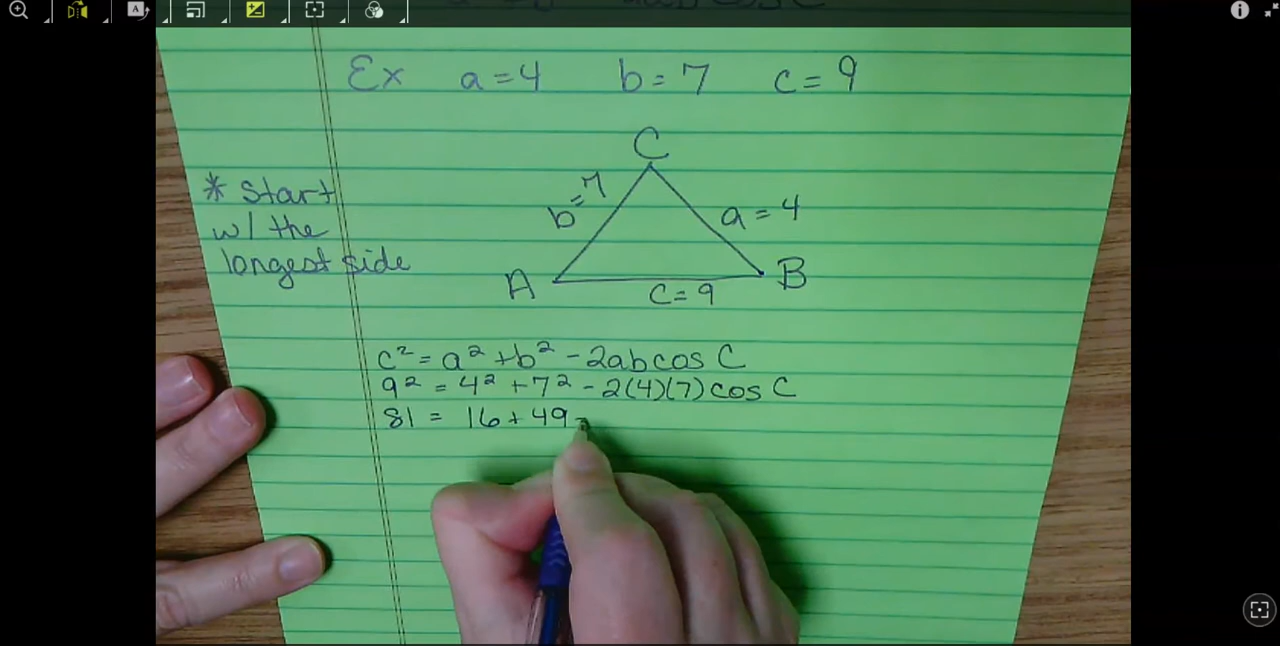 Ex a = 4 b = 7 c = 9
C
* Start
w/ the
longest side
b = 7
a = 4
A
B
C = 9
c² = a² + b² - 2ab cos C
9² = 4² + 7² - 2(4)(7) cos C
81 = 16 + 49 -